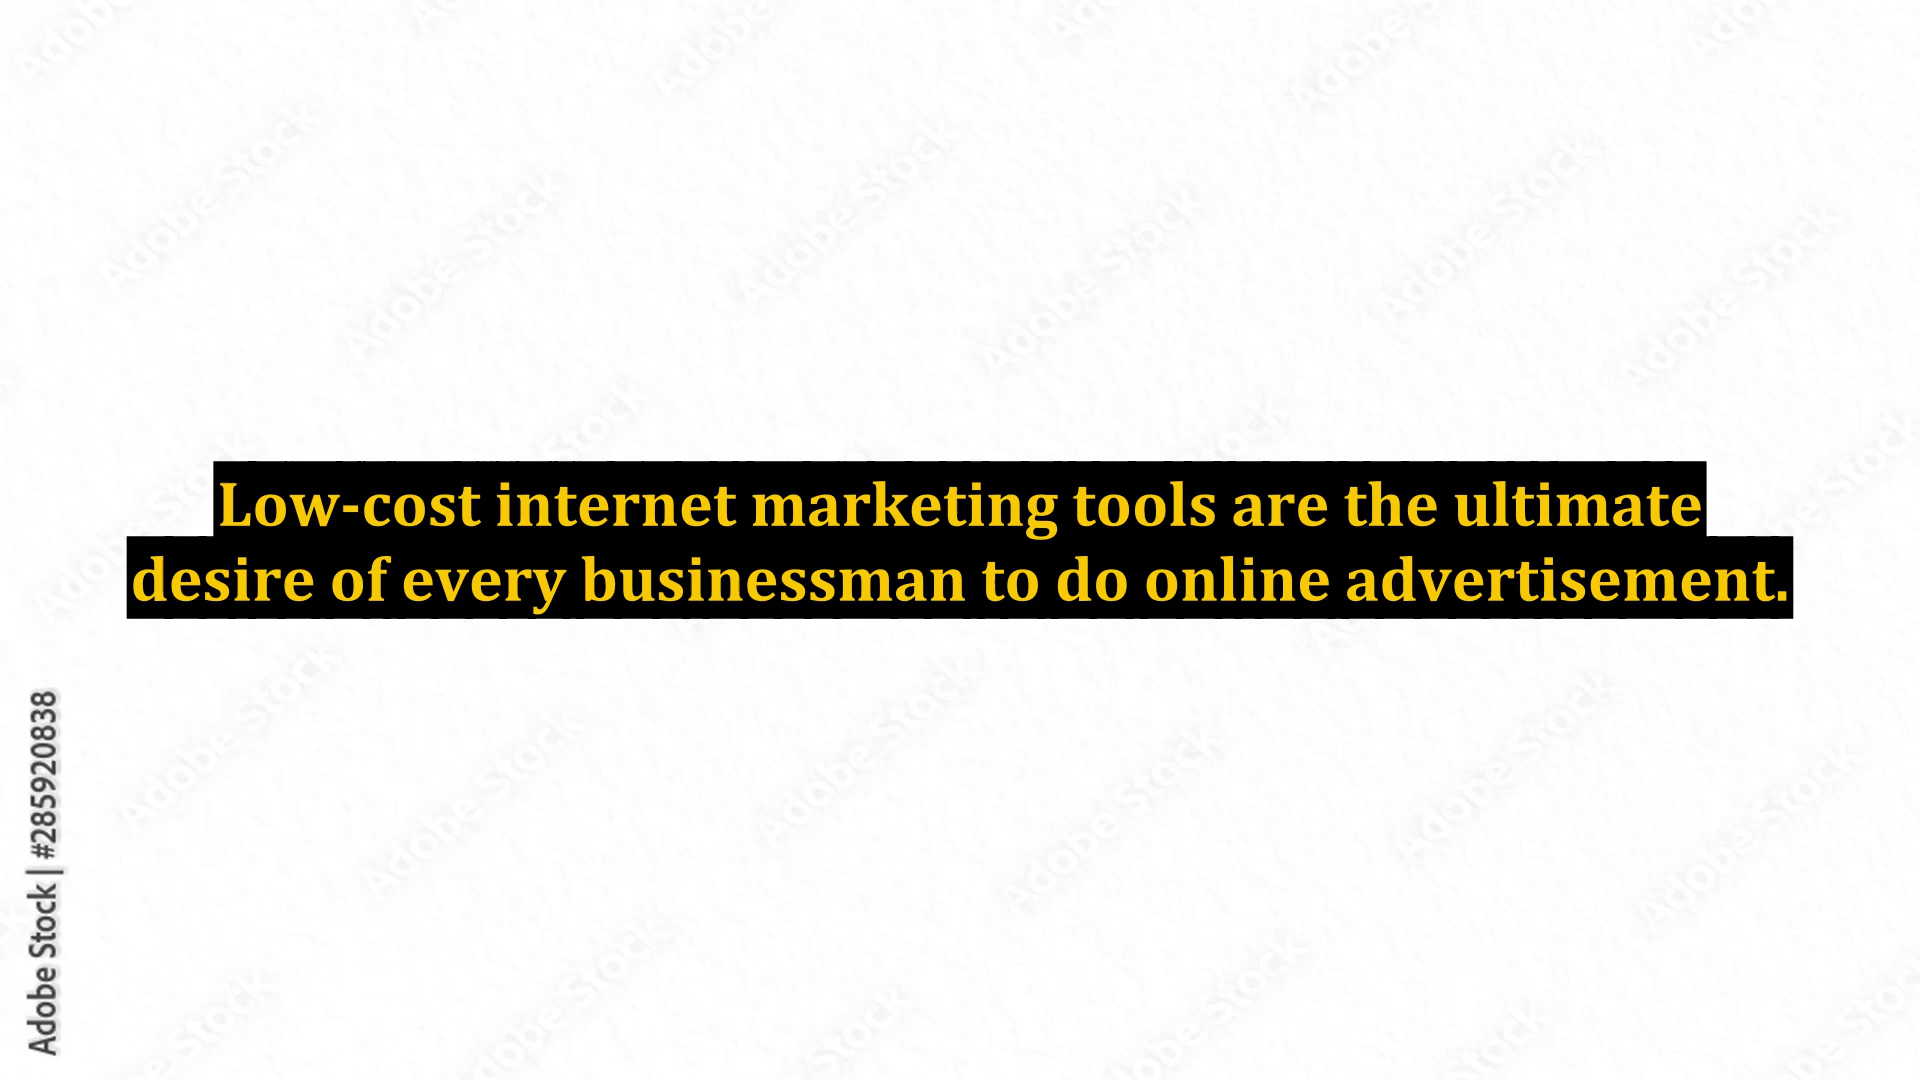 Low-cost internet marketing tools are the ultimate
desire of every businessman to do online advertisement.
Adobe Stock | #285920838